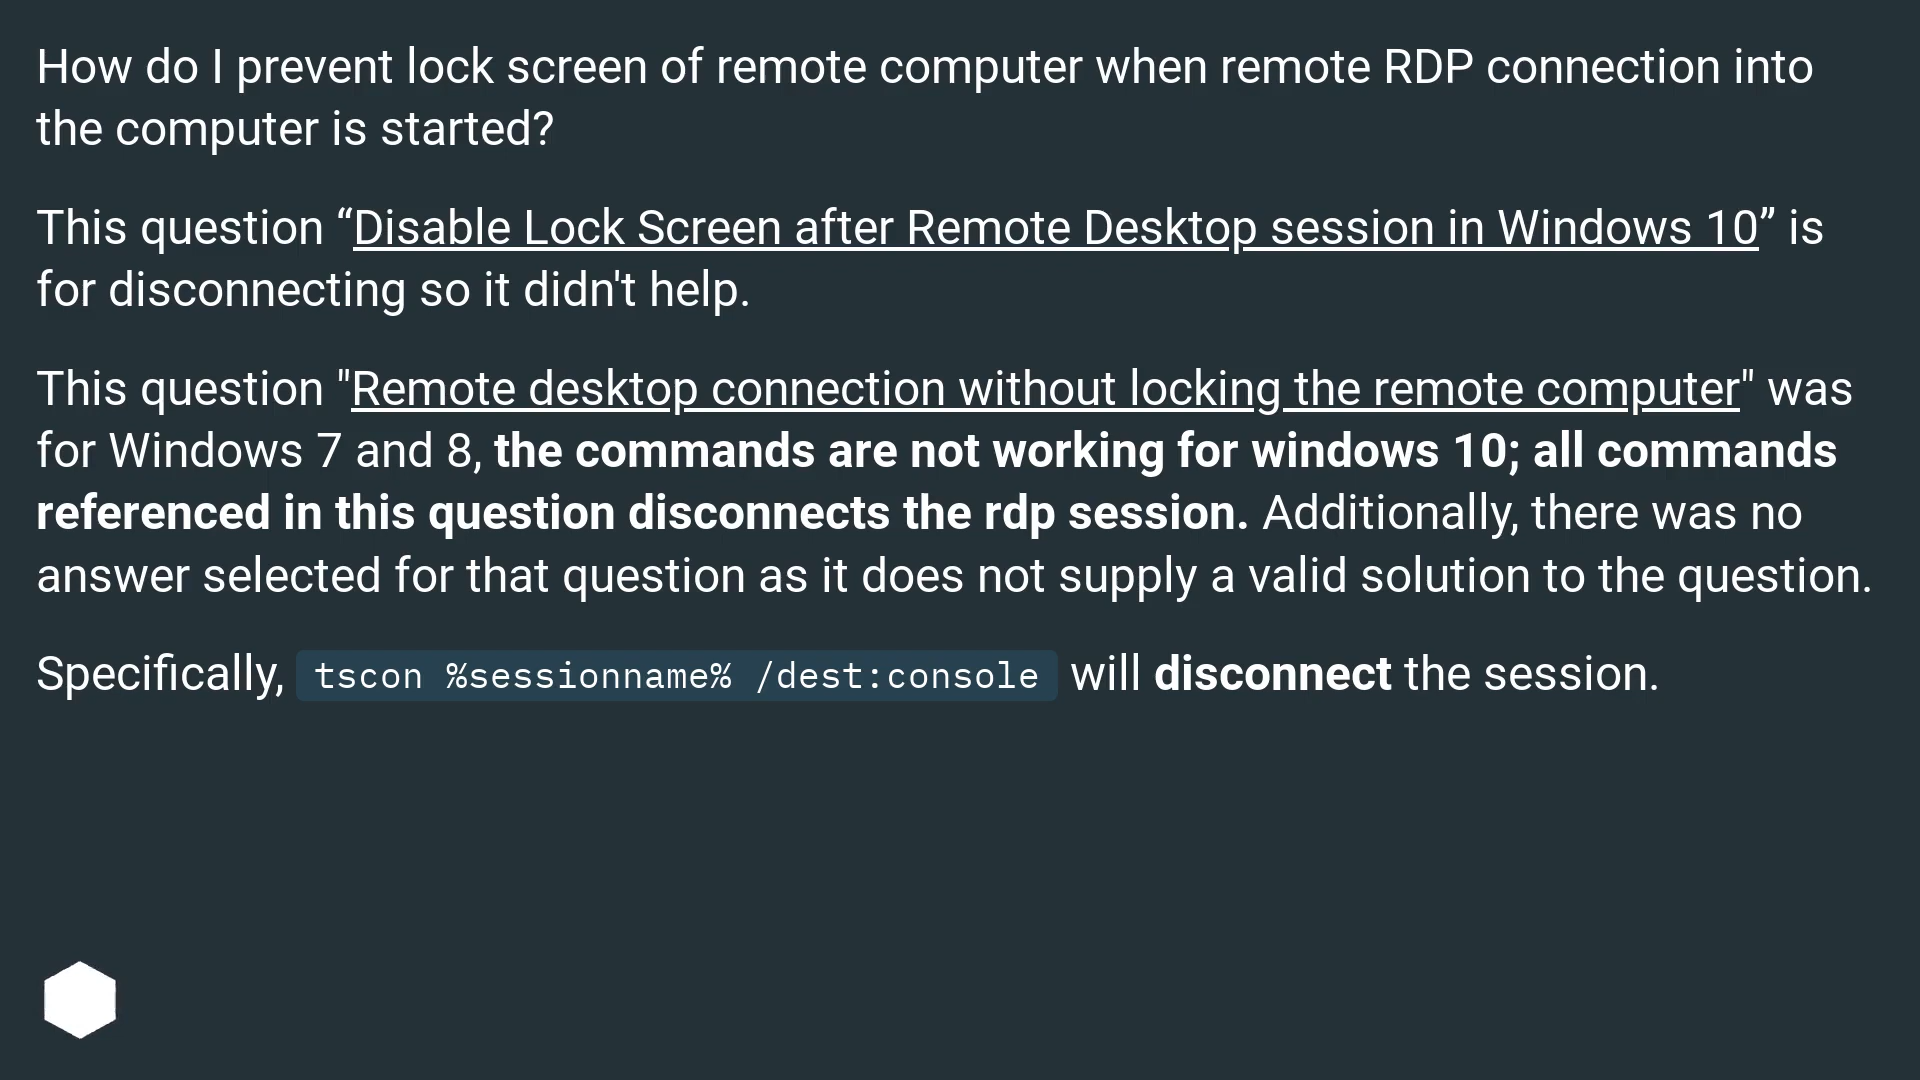 How do I prevent lock screen of remote computer when remote RDP connection into
the computer is started?
This question “Disable Lock Screen after Remote Desktop session in Windows 10” is
for disconnecting so it didn't help.
This question "Remote desktop connection without locking the remote computer" was
for Windows 7 and 8, the commands are not working for windows 10; all commands
referenced in this question disconnects the rdp session. Additionally, there was no
answer selected for that question as it does not supply a valid solution to the question.
Specifically, tscon %sessionname% /dest:console will disconnect the session.